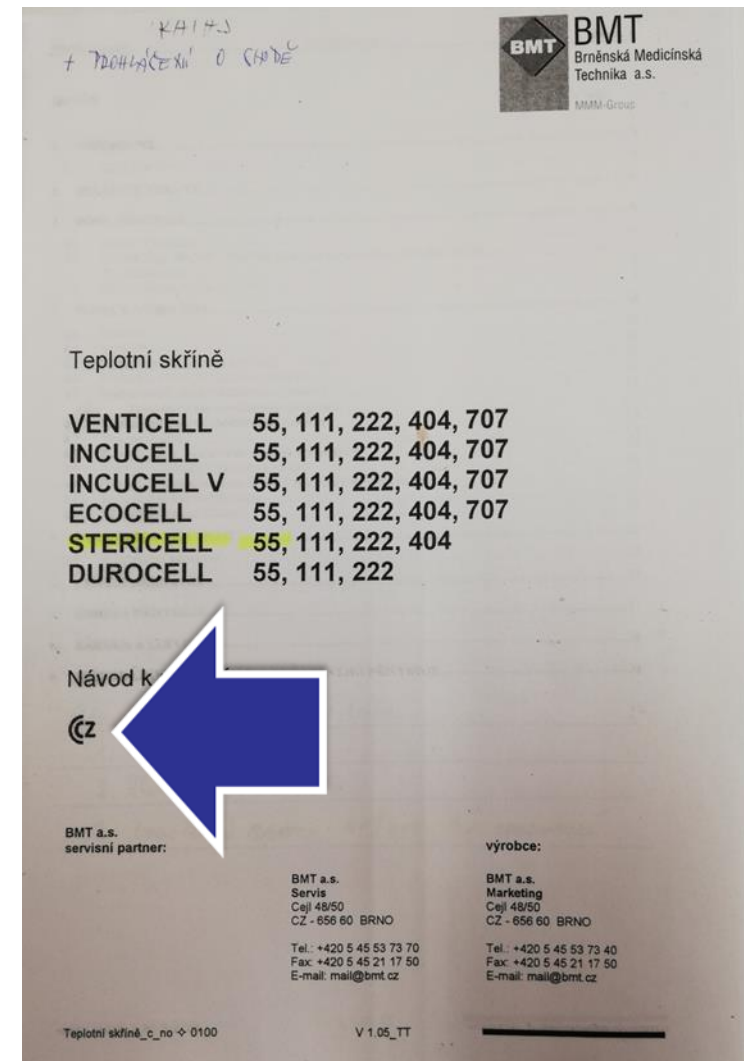 + PROHLÁŠENÍ O SHODĚ
BMT
BMT
Brněnská Medicínská
Technika a.s.
MMM-Group
Teplotní skříně
VENTICELL 55, 111, 222, 404, 707
INCUCELL 55, 111, 222, 404, 707
INCUCELL V 55, 111, 222, 404, 707
ECOCELL 55, 111, 222, 404, 707
STERICELL 55, 111, 222, 404
DUROCELL 55, 111, 222
Návod k
CZ
BMT a.s.
servisní partner:
BMT a.s.
Servis
Cejl 48/50
CZ - 656 60 BRNO
Tel.: +420 5 45 53 73 70
Fax: +420 5 45 21 17 50
E-mail: mail@bmt.cz
výrobce:
BMT a.s.
Marketing
Cejl 48/50
CZ - 656 60 BRNO
Tel.: +420 5 45 53 73 40
Fax: +420 5 45 21 17 50
E-mail: mail@bmt.cz
Teplotní skříně_c_no ✧ 0100
V 1.05_TT